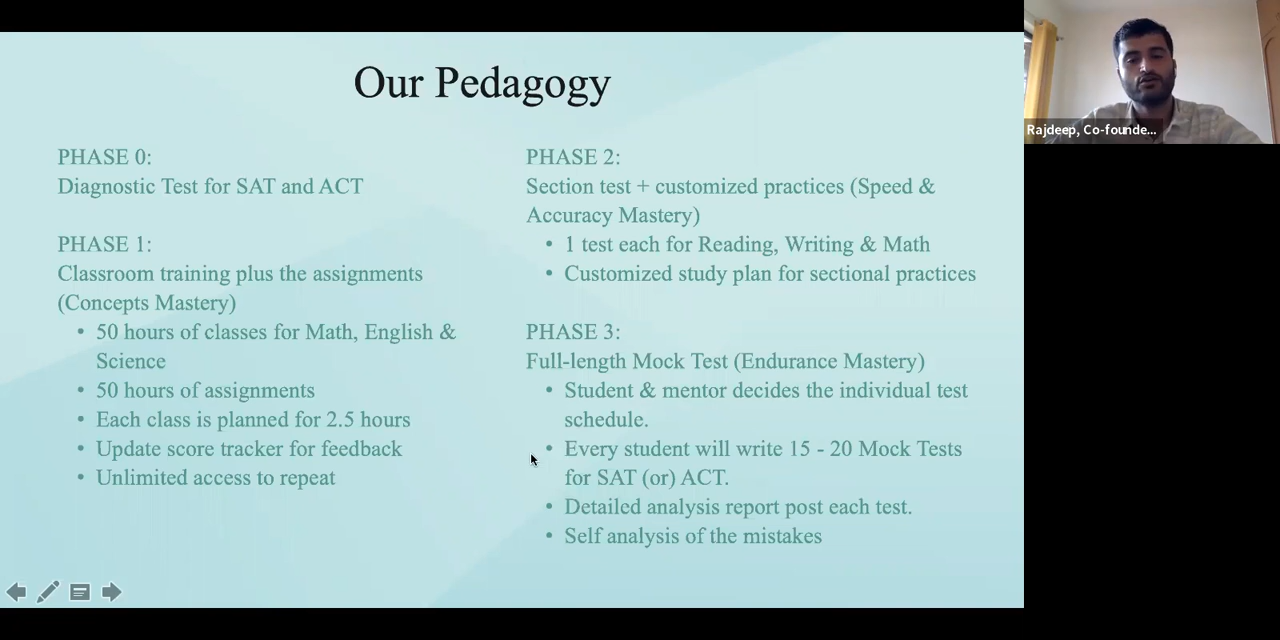 Our Pedagogy
PHASE 0:
Diagnostic Test for SAT and ACT
PHASE 1:
Classroom training plus the assignments
(Concepts Mastery)
• 50 hours of classes for Math, English &
Science
• 50 hours of assignments
• Each class is planned for 2.5 hours
• Update score tracker for feedback
• Unlimited access to repeat
PHASE 2:
Section test + customized practices (Speed &
Accuracy Mastery)
• 1 test each for Reading, Writing & Math
• Customized study plan for sectional practices
PHASE 3:
Full-length Mock Test (Endurance Mastery)
• Student & mentor decides the individual test
schedule.
• Every student will write 15 - 20 Mock Tests
for SAT (or) ACT.
• Detailed analysis report post each test.
• Self analysis of the mistakes
Rajdeep, Co-founde...